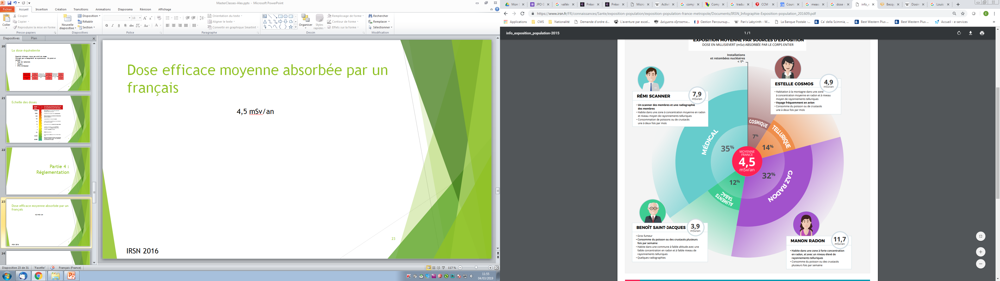 MasterClasses-Alex.pptx - Microsoft PowerPoint
Fichier Accueil Insertion Création Transitions Animations Diaporama Révision Affichage
Coller
Couper
Copier
Reproduire la mise en forme
Presse-papiers
Nouvelle diapositive
Disposition
Rétablir
Section
Diapositives
18
G I S S abc AV Aa A
Police
Orientation du texte
Aligner le texte
Convertir en graphique SmartArt
Paragraphe
Organiser
Styles rapides
Remplissage de forme
Contour de forme
Effets sur la forme
Dessin
Rechercher
Remplacer
Sélectionner
Modification
Diapositives Plan
20
La dose équivalente
21
Echelle des doses
22
Partie 4 :
Réglementation
23
Dose efficace moyenne absorbée par un
français
4,5 mSv/an
IRSN 2016
24
Dose efficace moyenne absorbée par un
français
4,5 mSv/an
23
IRSN 2016
Diapositive 23 de 31 "Facette" Français (France)
117 %
11:55
04/03/2019
Mon D JPO G vallée Prése Prése Micro Activit comp Comp tradu CCM Cours measu dose info_e Becqu Dosim Louis
https://www.irsn.fr/FR/connaissances/Sante/exposition-population/exposition-population-france-metropole/Documents/IRSN_Infographie-Exposition-population_201609.pdf
Applications CMS Nationalité Demande d'ordre d... L'aventure par excel... Δείγματα εξεταστικ... Gestion Parcoursup... Pan's Labyrinth - W... La Banque Postale -... Ca' della Scimmia, ... Best Western Plus ... Best Western Plus ... Accueil - e-services
info_exposition_population-2015
1 / 1
EXPOSITION MOYENNE PAR SOURCES D'EXPOSITION
DOSE EN MILLISIEVERT (mSv) ABSORBÉE PAR LE CORPS ENTIER
Installations
et retombées nucléaires
< 1%
RÉMI SCANNER
7,9
mSv/an
• Un scanner des membres et une radiographie
des membres
• Habite dans une zone à concentration moyenne en radon
et niveau moyen de rayonnements telluriques
• Consommation de poissons ou de crustacés
une à deux fois par mois
ESTELLE COSMOS
4,9
mSv/an
• Habitation à la montagne dans une zone
à concentration moyenne en radon et à niveau
moyen de rayonnements telluriques
• Voyage fréquemment en avion
• Consomme du poisson ou de crustacés
une à deux fois par mois
COSMIQUE
7%
TELLURIQUE
14%
MÉDICAL
35%
MOYENNE
FRANCE
4,5
mSv/an
GAZ RADON
32%
12%
ALIMENTS
TABAC
BENOÎT SAINT-JACQUES
3,9
mSv/an
• Gros fumeur
• Consomme du poisson ou des crustacés plusieurs
fois par semaine
• Habite dans une commune à faible altitude avec une
faible concentration en radon et à faible niveau de
rayonnements telluriques
• Quelques radiographies
MANON RADON
11,7
mSv/an
• Habite dans une zone à forte concentration
en radon, et avec un niveau élevé de
rayonnements telluriques
• Consomme du poisson ou des crustacés
plusieurs fois par semaine